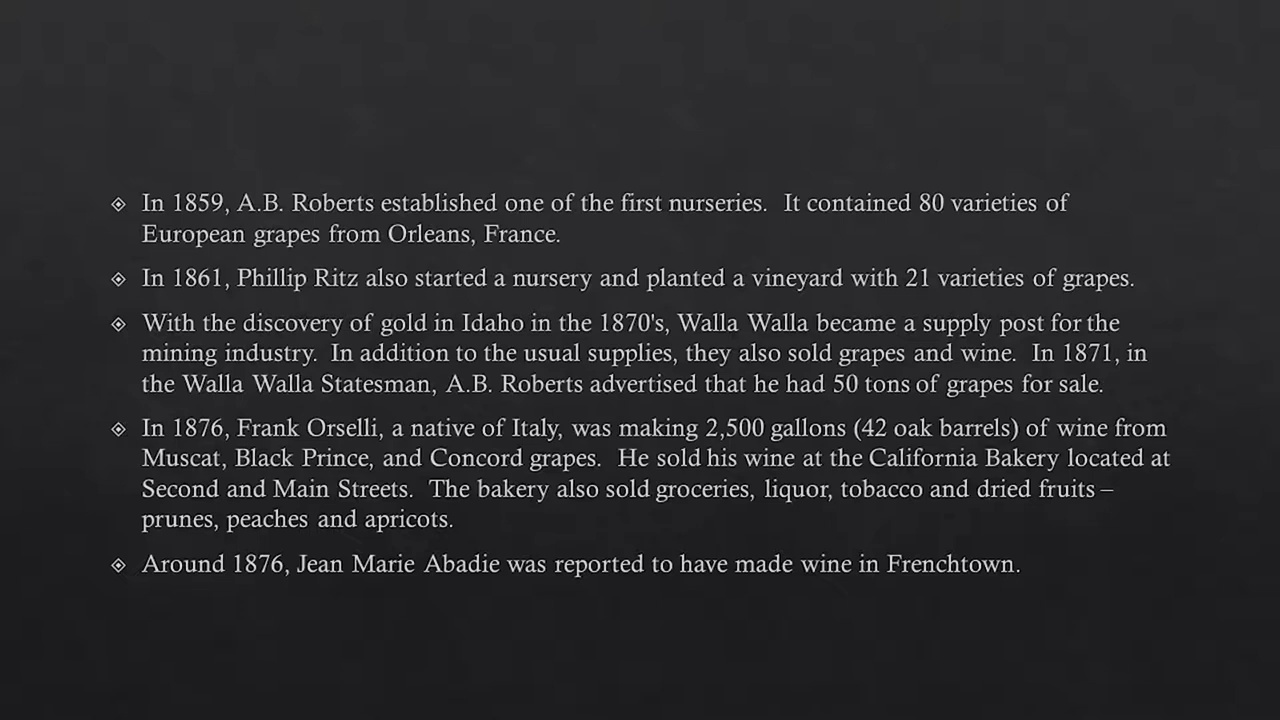 In 1859, A.B. Roberts established one of the first nurseries.  It contained 80 varieties of
European grapes from Orleans, France.
In 1861, Phillip Ritz also started a nursery and planted a vineyard with 21 varieties of grapes.
With the discovery of gold in Idaho in the 1870's, Walla Walla became a supply post for the
mining industry.  In addition to the usual supplies, they also sold grapes and wine.  In 1871, in
the Walla Walla Statesman, A.B. Roberts advertised that he had 50 tons of grapes for sale.
In 1876, Frank Orselli, a native of Italy, was making 2,500 gallons (42 oak barrels) of wine from
Muscat, Black Prince, and Concord grapes.  He sold his wine at the California Bakery located at
Second and Main Streets.  The bakery also sold groceries, liquor, tobacco and dried fruits –
prunes, peaches and apricots.
Around 1876, Jean Marie Abadie was reported to have made wine in Frenchtown.